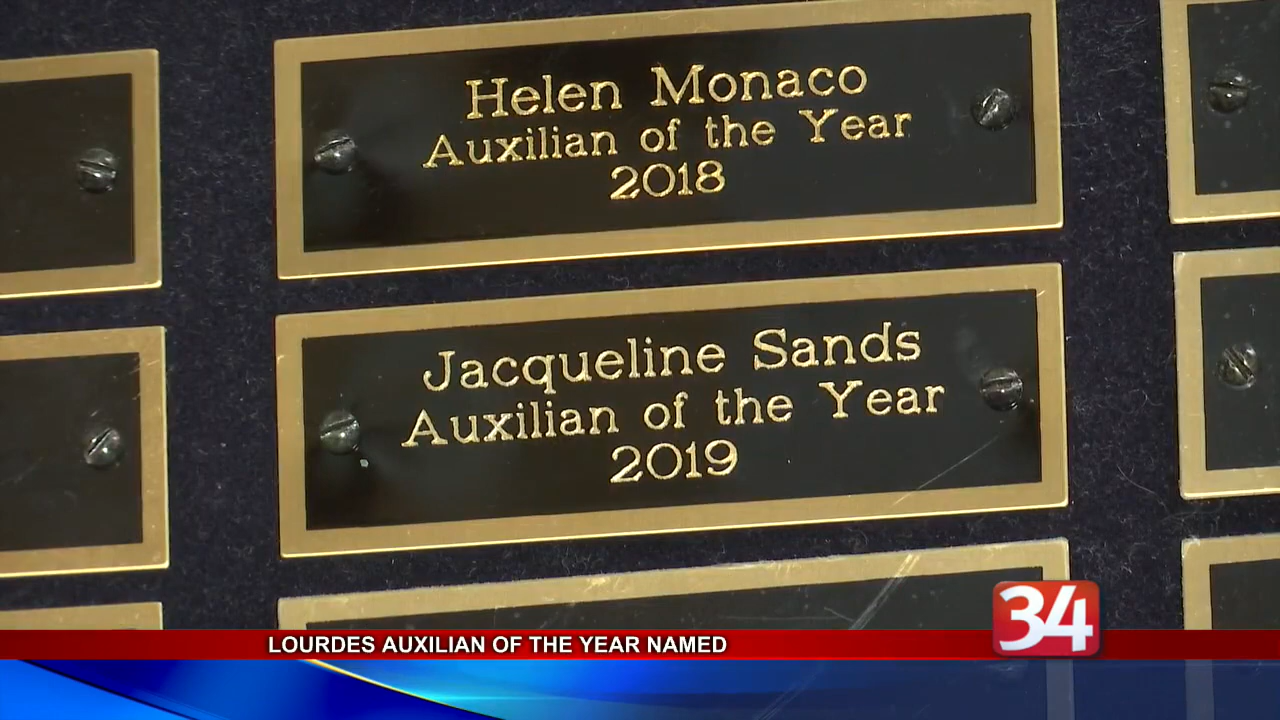 Helen Monaco
Auxilian of the Year
2018
Jacqueline Sands
Auxilian of the Year
2019
34
LOURDES AUXILIAN OF THE YEAR NAMED